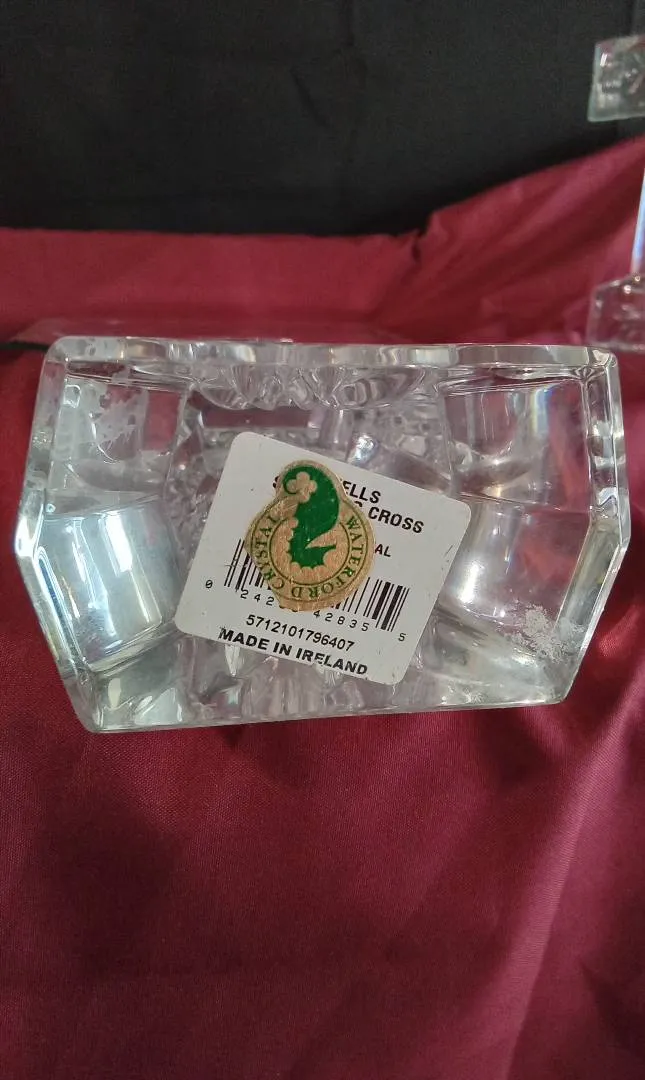 ELLS
CROSS
AL
WATERFORD CRYSTAL
0 242 42835 5
5712101796407
MADE IN IRELAND